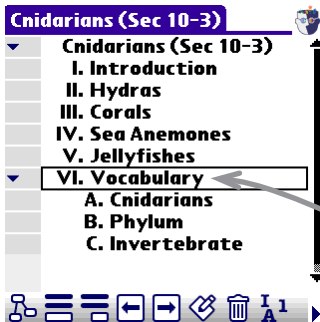 Cnidarians (Sec 10-3)
Cnidarians (Sec 10-3)
I. Introduction
II. Hydras
III. Corals
IV. Sea Anemones
V. Jellyfishes
VI. Vocabulary
A. Cnidarians
B. Phylum
C. Invertebrate
I A 1